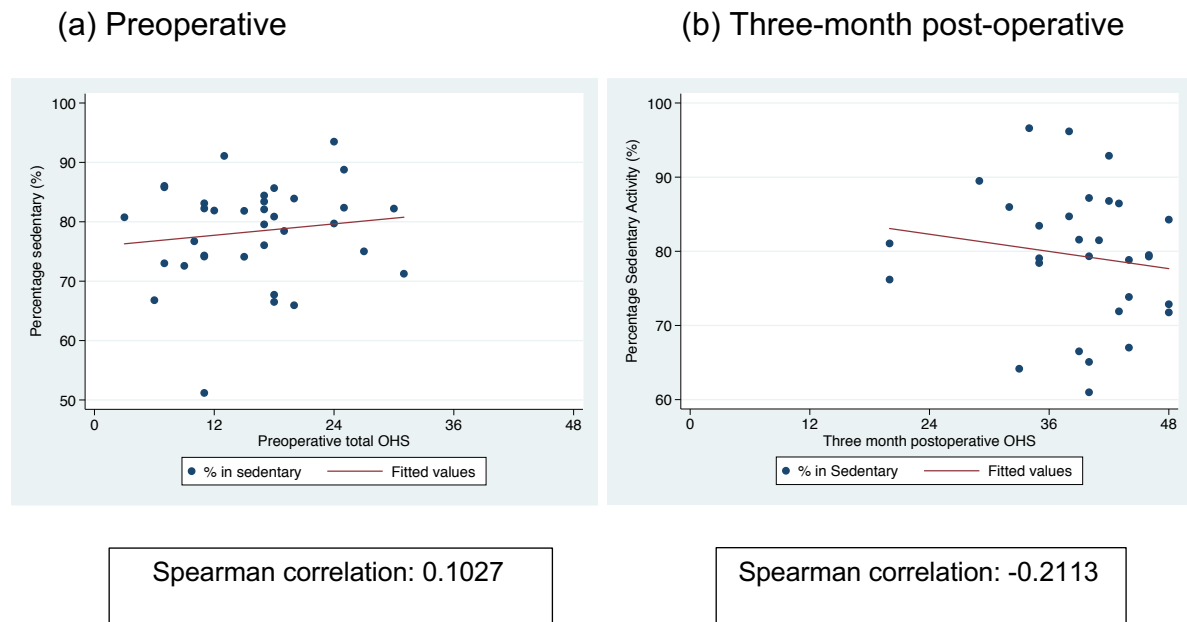 (a) Preoperative
(b) Three-month post-operative
Percentage sedentary (%)
100
90
80
70
60
50
0 12 24 36 48
Preoperative total OHS
% in sedentary Fitted values
Percentage Sedentary Activity (%)
100
90
80
70
60
0 12 24 36 48
Three month postoperative OHS
% in Sedentary Fitted values
Spearman correlation: 0.1027
Spearman correlation: -0.2113